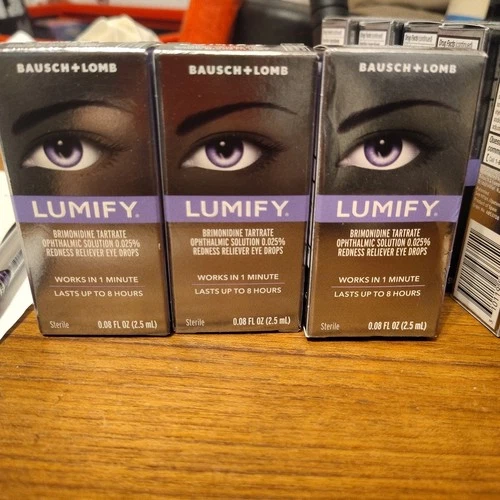 BAUSCH + LOMB
LUMIFY®
BRIMONIDINE TARTRATE
OPHTHALMIC SOLUTION 0.025%
REDNESS RELIEVER EYE DROPS
WORKS IN 1 MINUTE
LASTS UP TO 8 HOURS
Sterile 0.08 FL OZ (2.5 mL)
BAUSCH + LOMB
LUMIFY®
BRIMONIDINE TARTRATE
OPHTHALMIC SOLUTION 0.025%
REDNESS RELIEVER EYE DROPS
WORKS IN 1 MINUTE
LASTS UP TO 8 HOURS
Sterile 0.08 FL OZ (2.5 mL)
BAUSCH + LOMB
LUMIFY®
BRIMONIDINE TARTRATE
OPHTHALMIC SOLUTION 0.025%
REDNESS RELIEVER EYE DROPS
WORKS IN 1 MINUTE
LASTS UP TO 8 HOURS
Sterile 0.08 FL OZ (2.5 mL)